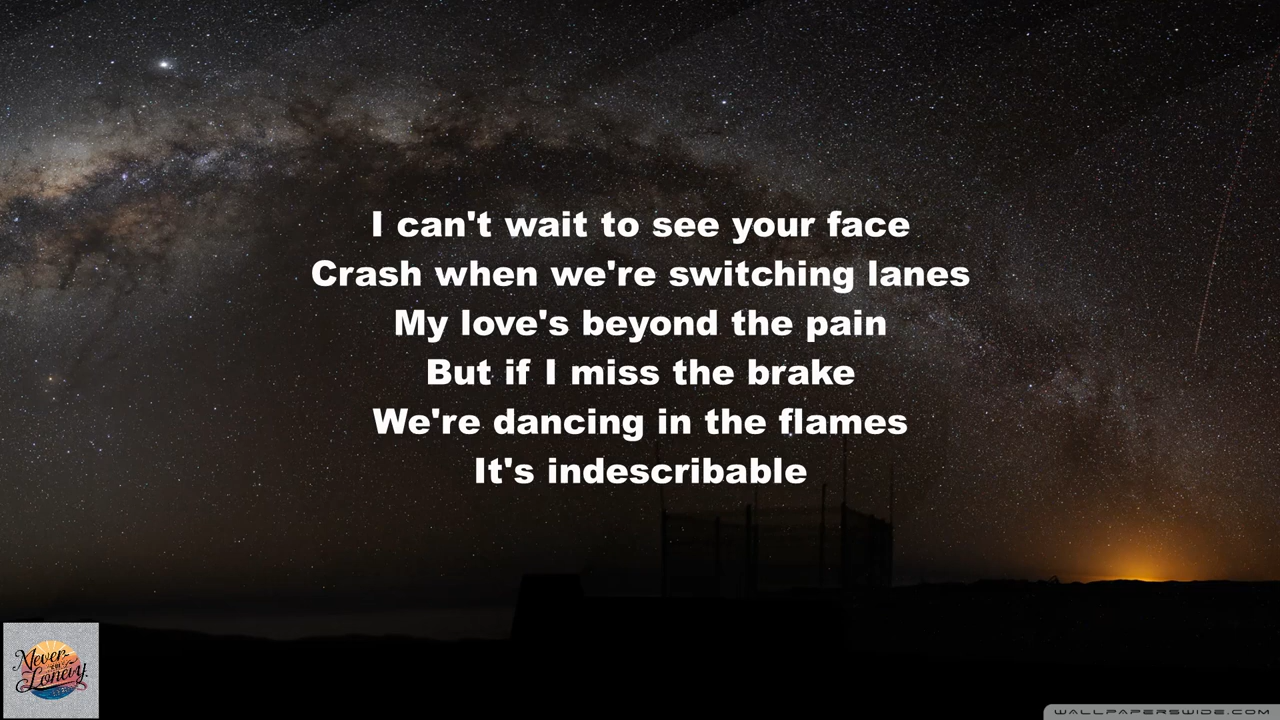 I can't wait to see your face
Crash when we're switching lanes
My love's beyond the pain
But if I miss the brake
We're dancing in the flames
It's indescribable
Never
Lonely
WALLPAPERSWIDE.COM